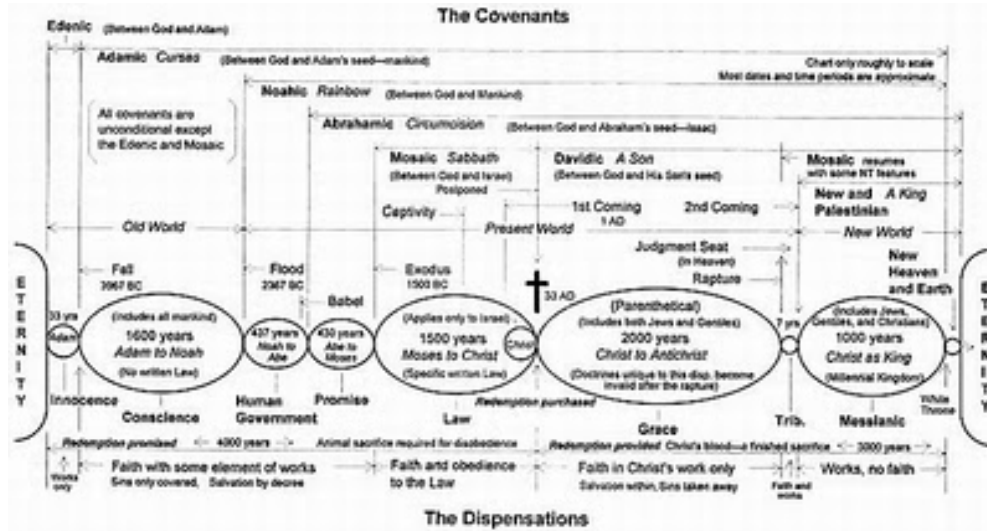 The Covenants
Edenic (Between God and Adam)
Adamic Curses (Between God and Adam's seed—mankind)
Chart only roughly to scale
Most dates and time periods are approximate
Noahic Rainbow (Between God and Mankind)
All covenants are
unconditional except
the Edenic and Mosaic
Abrahamic Circumcision (Between God and Abraham's seed—Isaac)
Mosaic Sabbath
(Between God and Israel)
Postponed
Davidic A Son
(Between God and His Son's seed)
Mosaic resumes
with some NT features
New and A King
Palestinian
Captivity
1st Coming
1 AD
2nd Coming
Old World
Present World
New World
Judgment Seat
(In Heaven)
Rapture
New
Heaven
and Earth
Fall
3967 BC
Flood
2367 BC
Babel
Exodus
1500 BC
33 AD
ETERNITY
33 yrs
Adam
(Includes all mankind)
1600 years
Adam to Noah
(No written Law)
437 years
Noah to
Abe
430 years
Abe to
Moses
(Applies only to Israel)
1500 years
Moses to Christ
(Specific written Law)
Christ
(Parenthetical)
(Includes both Jews and Gentiles)
2000 years
Christ to Antichrist
(Doctrines unique to this disp. become
invalid after the rapture)
7 yrs
(Includes Jews,
Gentiles, and Christians)
1000 years
Christ as King
(Millennial Kingdom)
ETERNITY
Innocence
Conscience
Human
Government
Promise
Law
Redemption purchased
Grace
Trib.
Messianic
White
Throne
Redemption promised
4000 years
Animal sacrifice required for disobedience
Redemption provided Christ's blood—a finished sacrifice
3000 years
Works
only
Faith with some element of works
Sins only covered, Salvation by decree
Faith and obedience
to the Law
Faith in Christ's work only
Salvation within, Sins taken away
Faith and
works
Works, no faith
The Dispensations